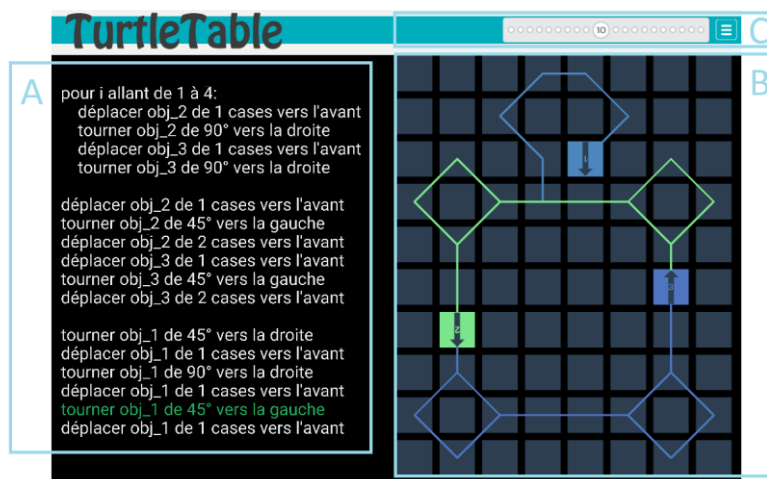 TurtleTable
10
C
A
B
pour i allant de 1 à 4:
déplacer obj_2 de 1 cases vers l'avant
tourner obj_2 de 90° vers la droite
déplacer obj_3 de 1 cases vers l'avant
tourner obj_3 de 90° vers la droite
déplacer obj_2 de 1 cases vers l'avant
tourner obj_2 de 45° vers la gauche
déplacer obj_2 de 2 cases vers l'avant
déplacer obj_3 de 1 cases vers l'avant
tourner obj_3 de 45° vers la gauche
déplacer obj_3 de 2 cases vers l'avant
tourner obj_1 de 45° vers la droite
déplacer obj_1 de 1 cases vers l'avant
tourner obj_1 de 90° vers la droite
déplacer obj_1 de 1 cases vers l'avant
tourner obj_1 de 45° vers la gauche
déplacer obj_1 de 1 cases vers l'avant
2